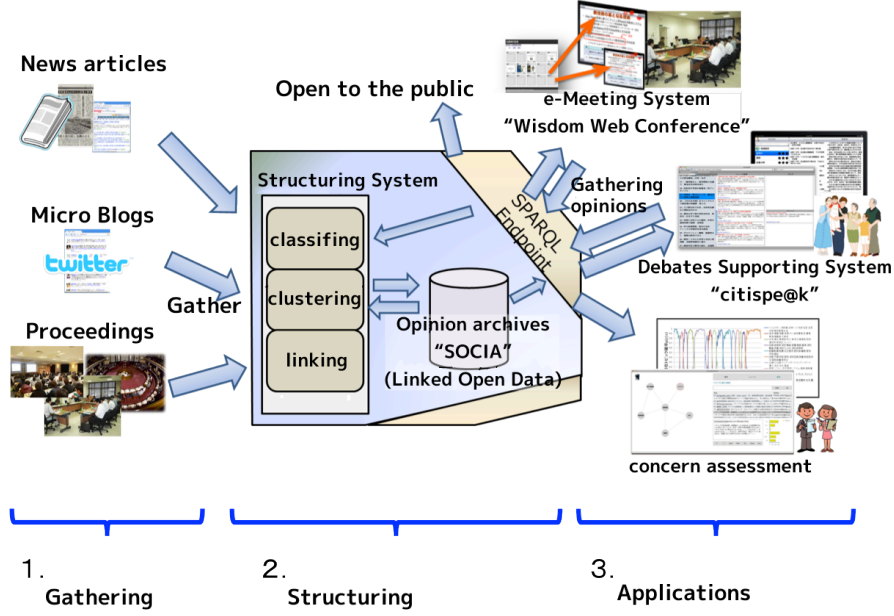 News articles
Micro Blogs
twitter
Gather
Proceedings
Open to the public
Structuring System
classifing
clustering
linking
Opinion archives
“SOCIA”
(Linked Open Data)
SPARQL
Endpoint
e-Meeting System
“Wisdom Web Conference”
Gathering
opinions
Debates Supporting System
“citispe@k”
concern assessment
1.
Gathering
2.
Structuring
3.
Applications